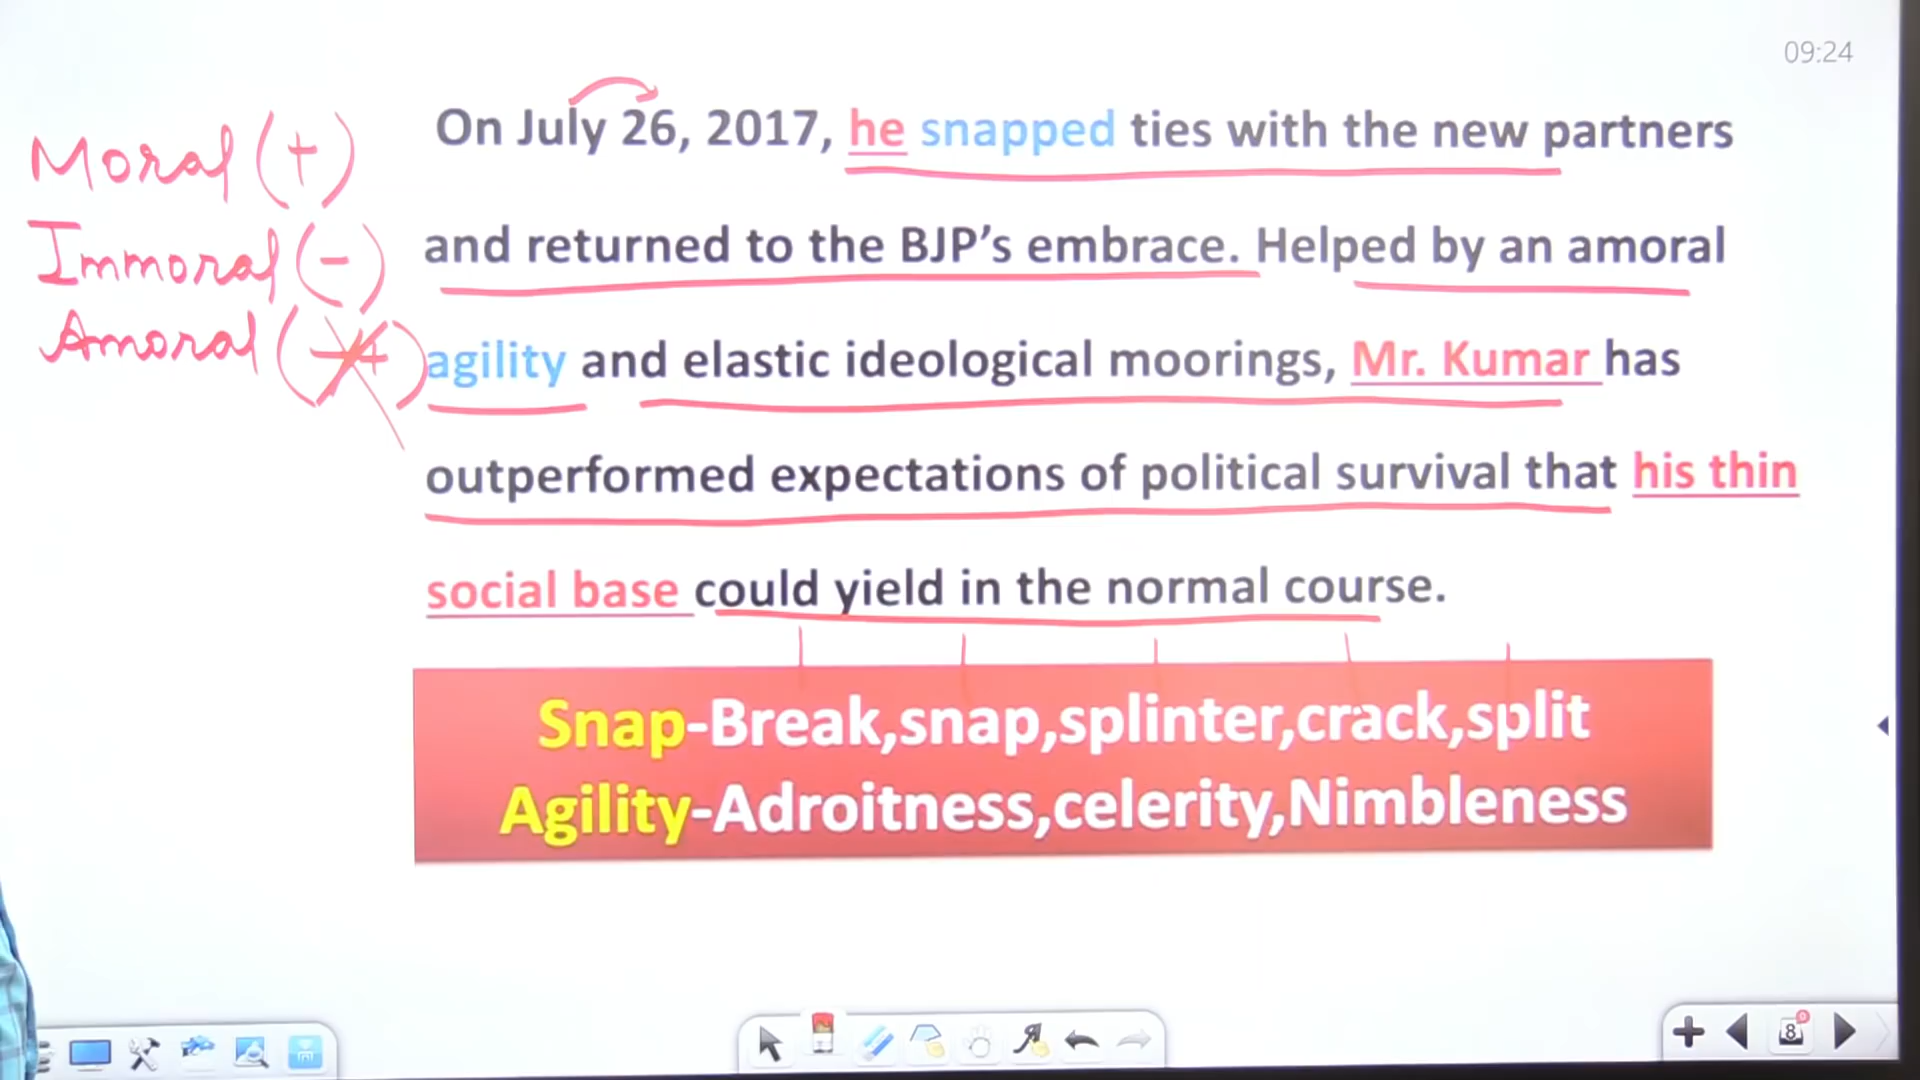 09:24
On July 26, 2017, he snapped ties with the new partners
and returned to the BJP's embrace. Helped by an amoral
agility and elastic ideological moorings, Mr. Kumar has
outperformed expectations of political survival that his thin
social base could yield in the normal course.
Moral (+)
Immoral (-)
Amoral (-+)
Snap-Break,snap,splinter,crack,split
Agility-Adroitness,celerity,Nimbleness
8
0